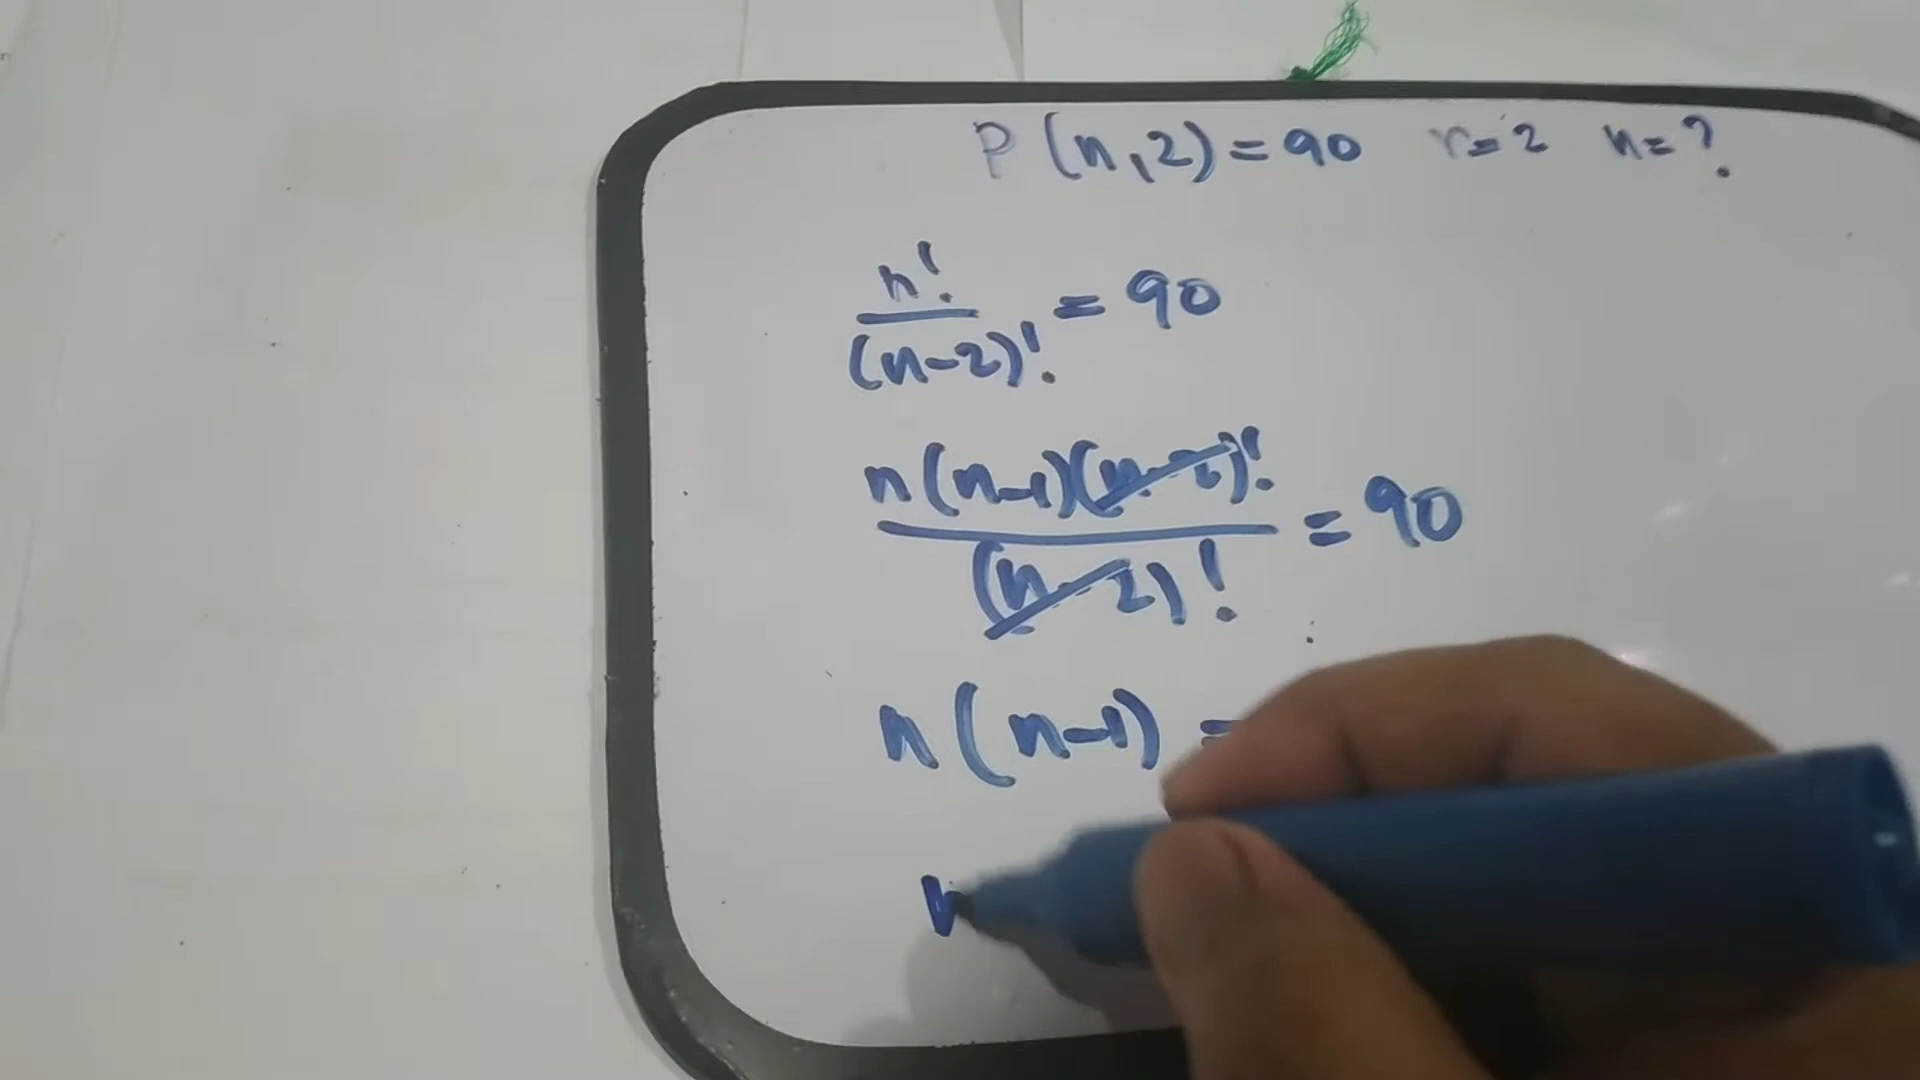 P(n,2)=90 r=2 n=?
n!/(n-2)! = 90
n(n-1)(n-2)!/(n-2)! = 90
n(n-1) =
n